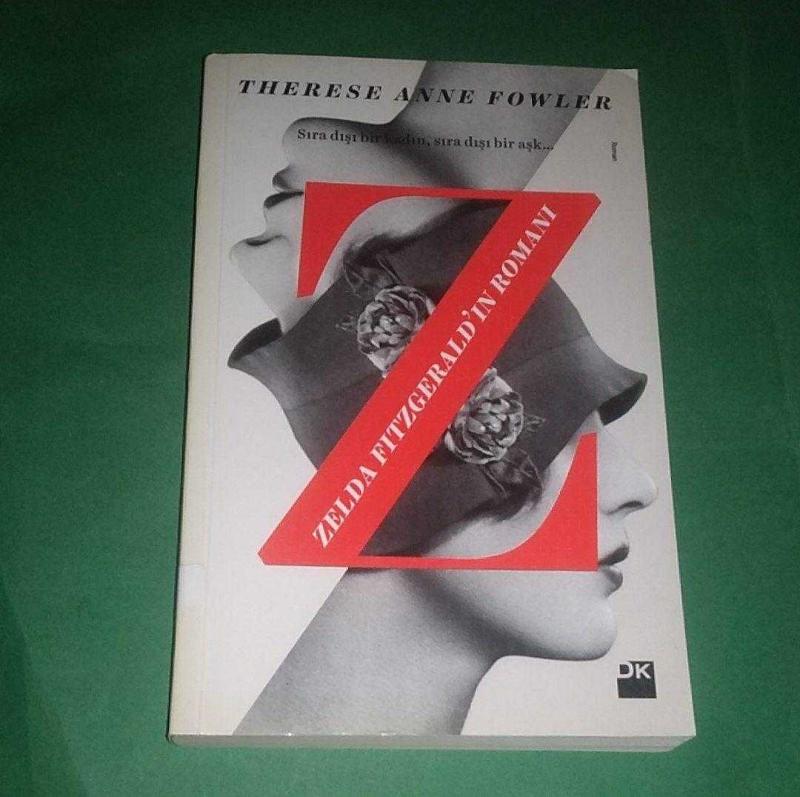 THERESE ANNE FOWLER
Sıra dışı bir kadın, sıra dışı bir aşk...
Roman
Z
ZELDA FITZGERALD'IN ROMANI
DK